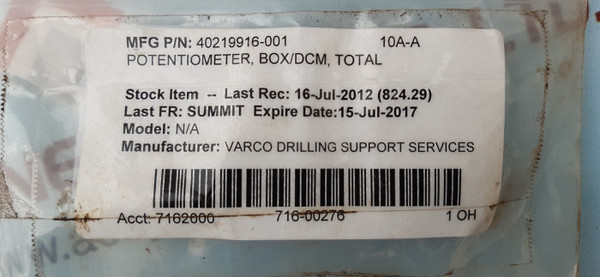 MFG P/N: 40219916-001 10A-A
POTENTIOMETER, BOX/DCM, TOTAL
Stock Item -- Last Rec: 16-Jul-2012 (824.29)
Last FR: SUMMIT Expire Date:15-Jul-2017
Model: N/A
Manufacturer: VARCO DRILLING SUPPORT SERVICES
Acct: 7162000 716-00276 1 OH